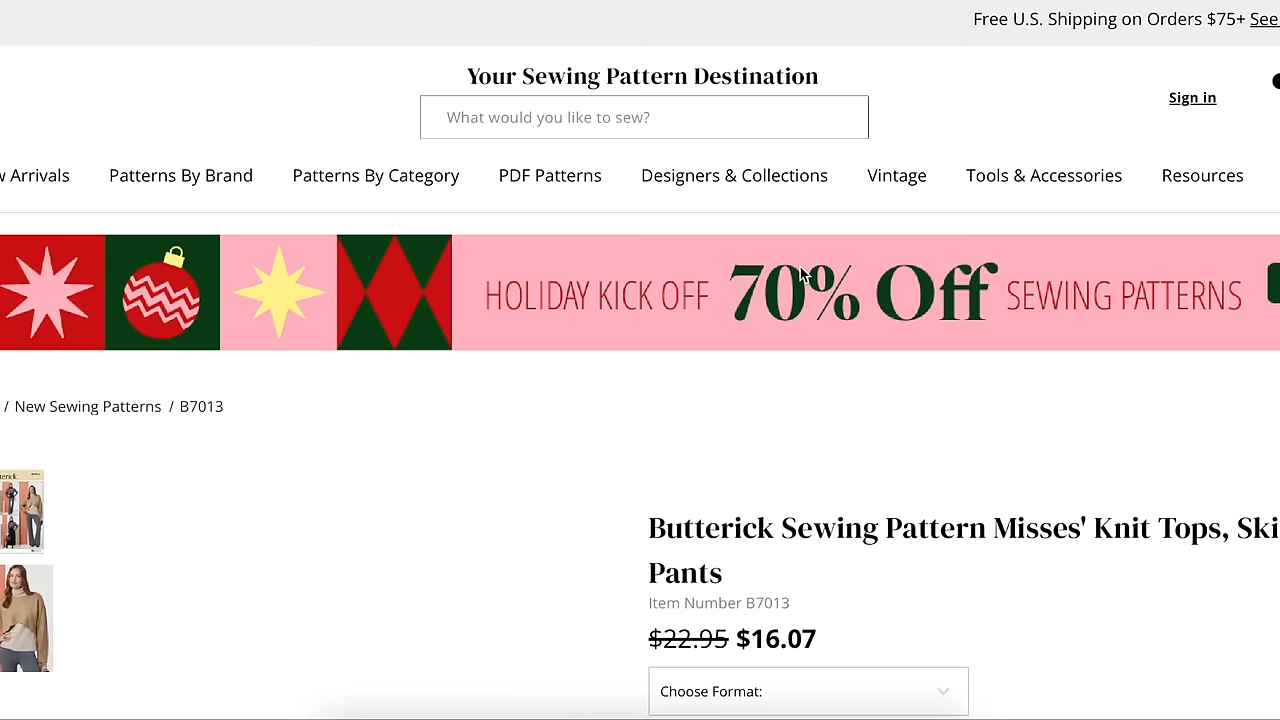 Free U.S. Shipping on Orders $75+ See
Your Sewing Pattern Destination
What would you like to sew?
Sign in
w Arrivals
Patterns By Brand
Patterns By Category
PDF Patterns
Designers & Collections
Vintage
Tools & Accessories
Resources
HOLIDAY KICK OFF 70% Off SEWING PATTERNS
/ New Sewing Patterns / B7013
Butterick Sewing Pattern Misses' Knit Tops, Ski
Pants
Item Number B7013
$22.95 $16.07
Choose Format: